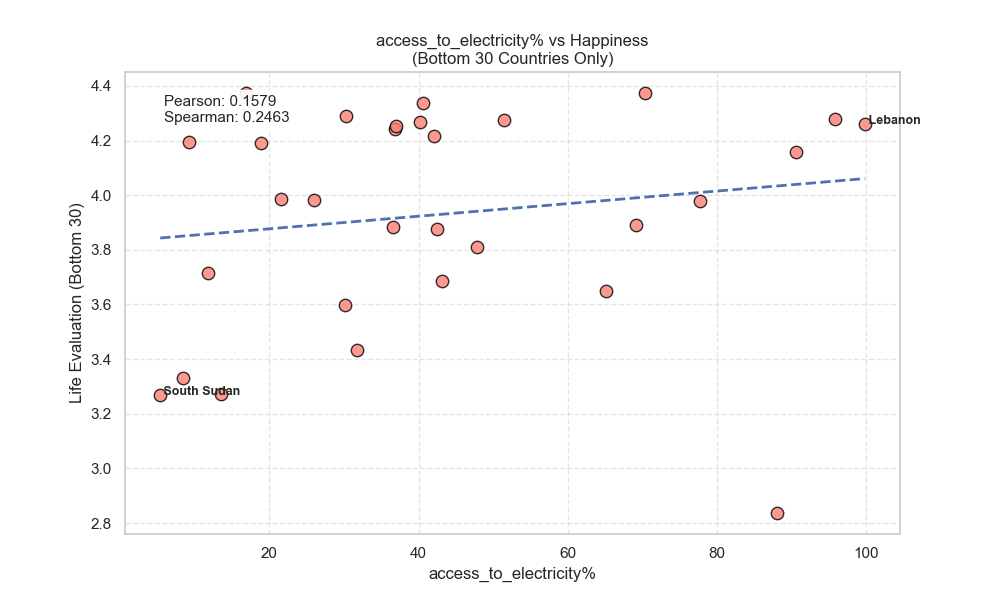 access_to_electricity% vs Happiness
(Bottom 30 Countries Only)
Pearson: 0.1579
Spearman: 0.2463
Life Evaluation (Bottom 30)
4.4
4.2
4.0
3.8
3.6
3.4
3.2
3.0
2.8
Lebanon
South Sudan
20
40
60
80
100
access_to_electricity%